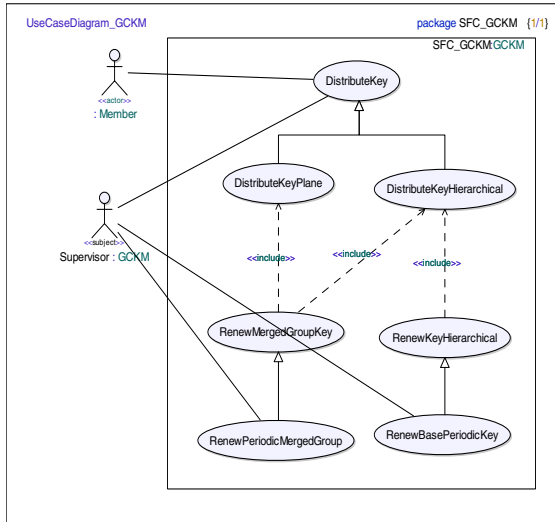 UseCaseDiagram_GCKM
package SFC_GCKM {1/1}
SFC_GCKM:GCKM
DistributeKey
<<actor>>
: Member
DistributeKeyPlane
DistributeKeyHierarchical
<<subject>>
Supervisor : GCKM
<<include>>
<<include>>
<<include>>
RenewMergedGroupKey
RenewKeyHierarchical
RenewPeriodicMergedGroup
RenewBasePeriodicKey